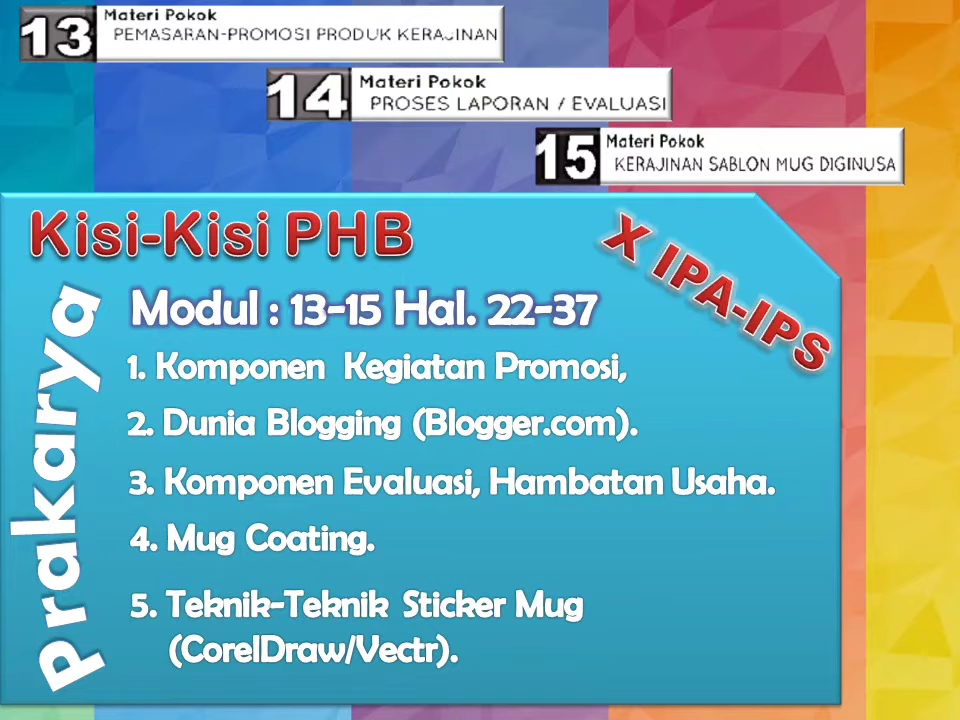 13 Materi Pokok
PEMASARAN-PROMOSI PRODUK KERAJINAN
14 Materi Pokok
PROSES LAPORAN / EVALUASI
15 Materi Pokok
KERAJINAN SABLON MUG DIGINUSA
Kisi-Kisi PHB
X IPA-IPS
Prakarya
Modul : 13-15 Hal. 22-37
1. Komponen Kegiatan Promosi,
2. Dunia Blogging (Blogger.com).
3. Komponen Evaluasi, Hambatan Usaha.
4. Mug Coating.
5. Teknik-Teknik Sticker Mug
(CorelDraw/Vectr).